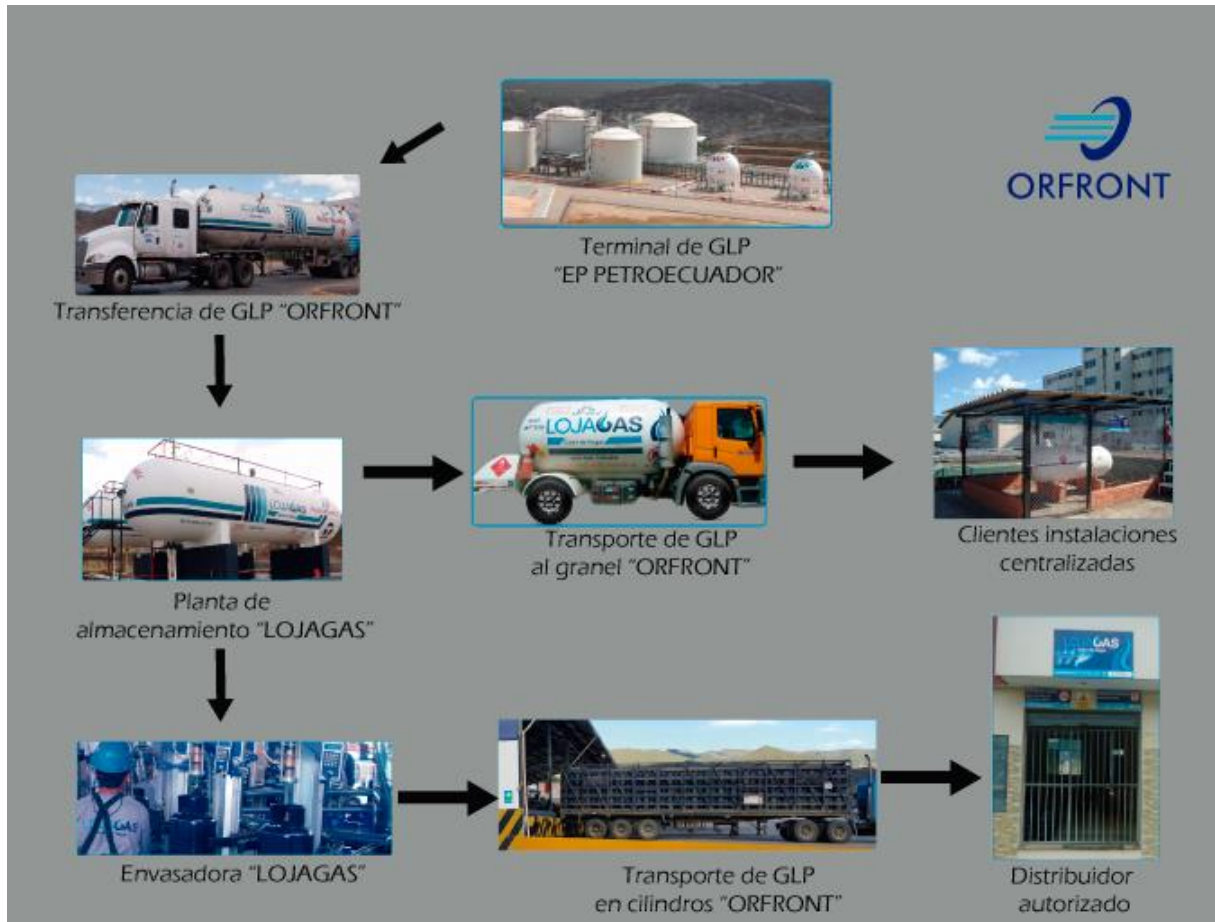 ORFRONT
Terminal de GLP
"EP PETROECUADOR"
Transferencia de GLP "ORFRONT"
LOJAGAS
Transporte de GLP
al granel "ORFRONT"
Clientes instalaciones
centralizadas
LOJAGAS
Planta de
almacenamiento "LOJAGAS"
GAS
Envasadora "LOJAGAS"
Transporte de GLP
en cilindros "ORFRONT"
Distribuidor
autorizado